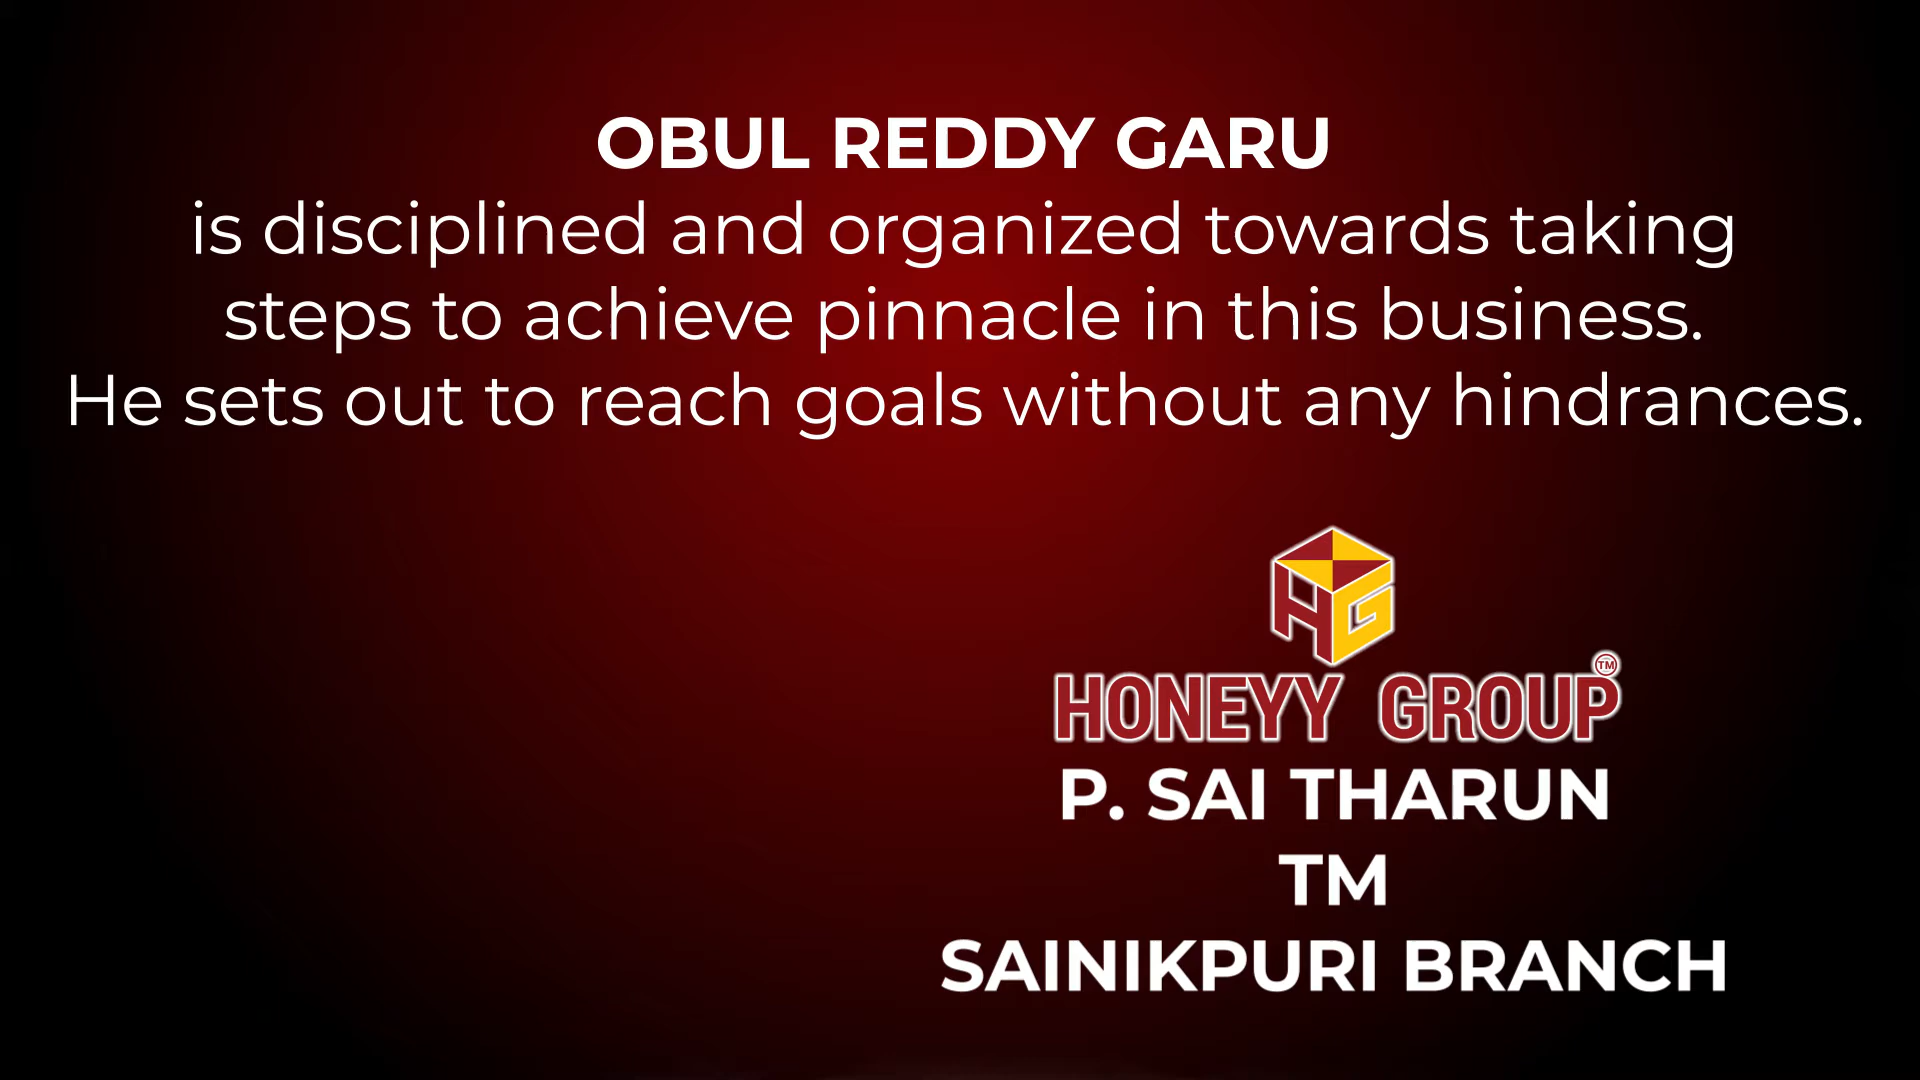 OBUL REDDY GARU
is disciplined and organized towards taking
steps to achieve pinnacle in this business.
He sets out to reach goals without any hindrances.
HG
HONEYY GROUP TM
P. SAI THARUN
TM
SAINIKPURI BRANCH